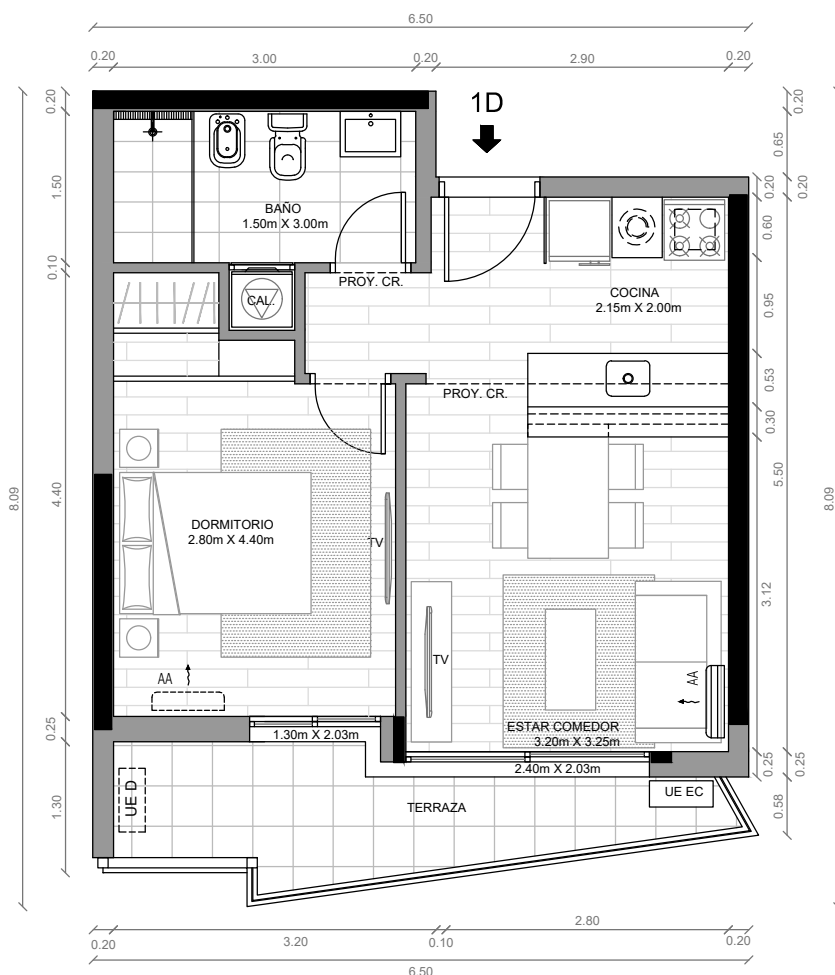 6.50
0.20
3.00
0.20
2.90
0.20
1D
0.20
1.50
0.10
4.40
0.25
1.30
8.09
0.20
0.65
0.20
0.20
0.60
0.95
0.53
0.30
5.50
3.12
0.25
0.25
0.58
8.09
BAÑO
1.50m X 3.00m
PROY. CR.
CAL.
COCINA
2.15m X 2.00m
PROY. CR.
DORMITORIO
2.80m X 4.40m
TV
TV
AA
AA
ESTAR COMEDOR
3.20m X 3.25m
1.30m X 2.03m
2.40m X 2.03m
UE D
UE EC
TERRAZA
0.20
3.20
0.10
2.80
0.20
6.50